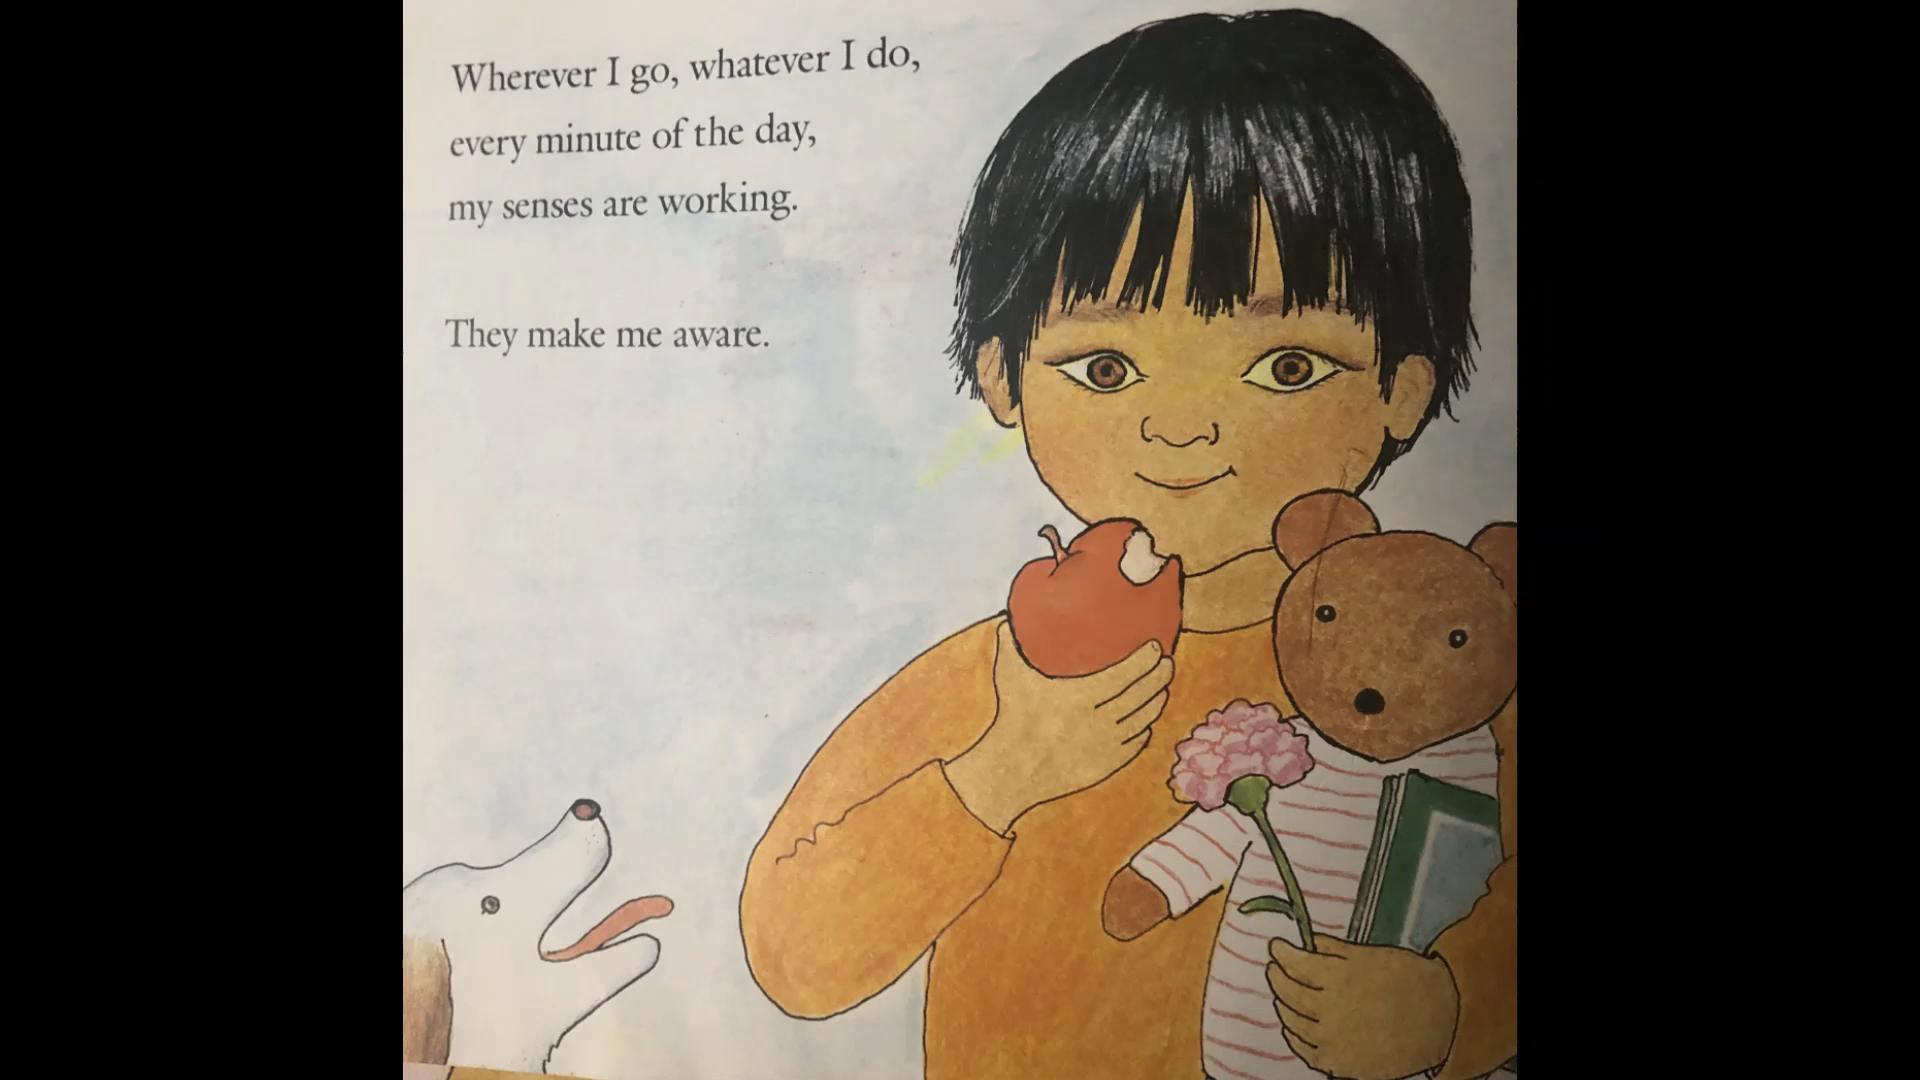 Wherever I go, whatever I do,
every minute of the day,
my senses are working.
They make me aware.